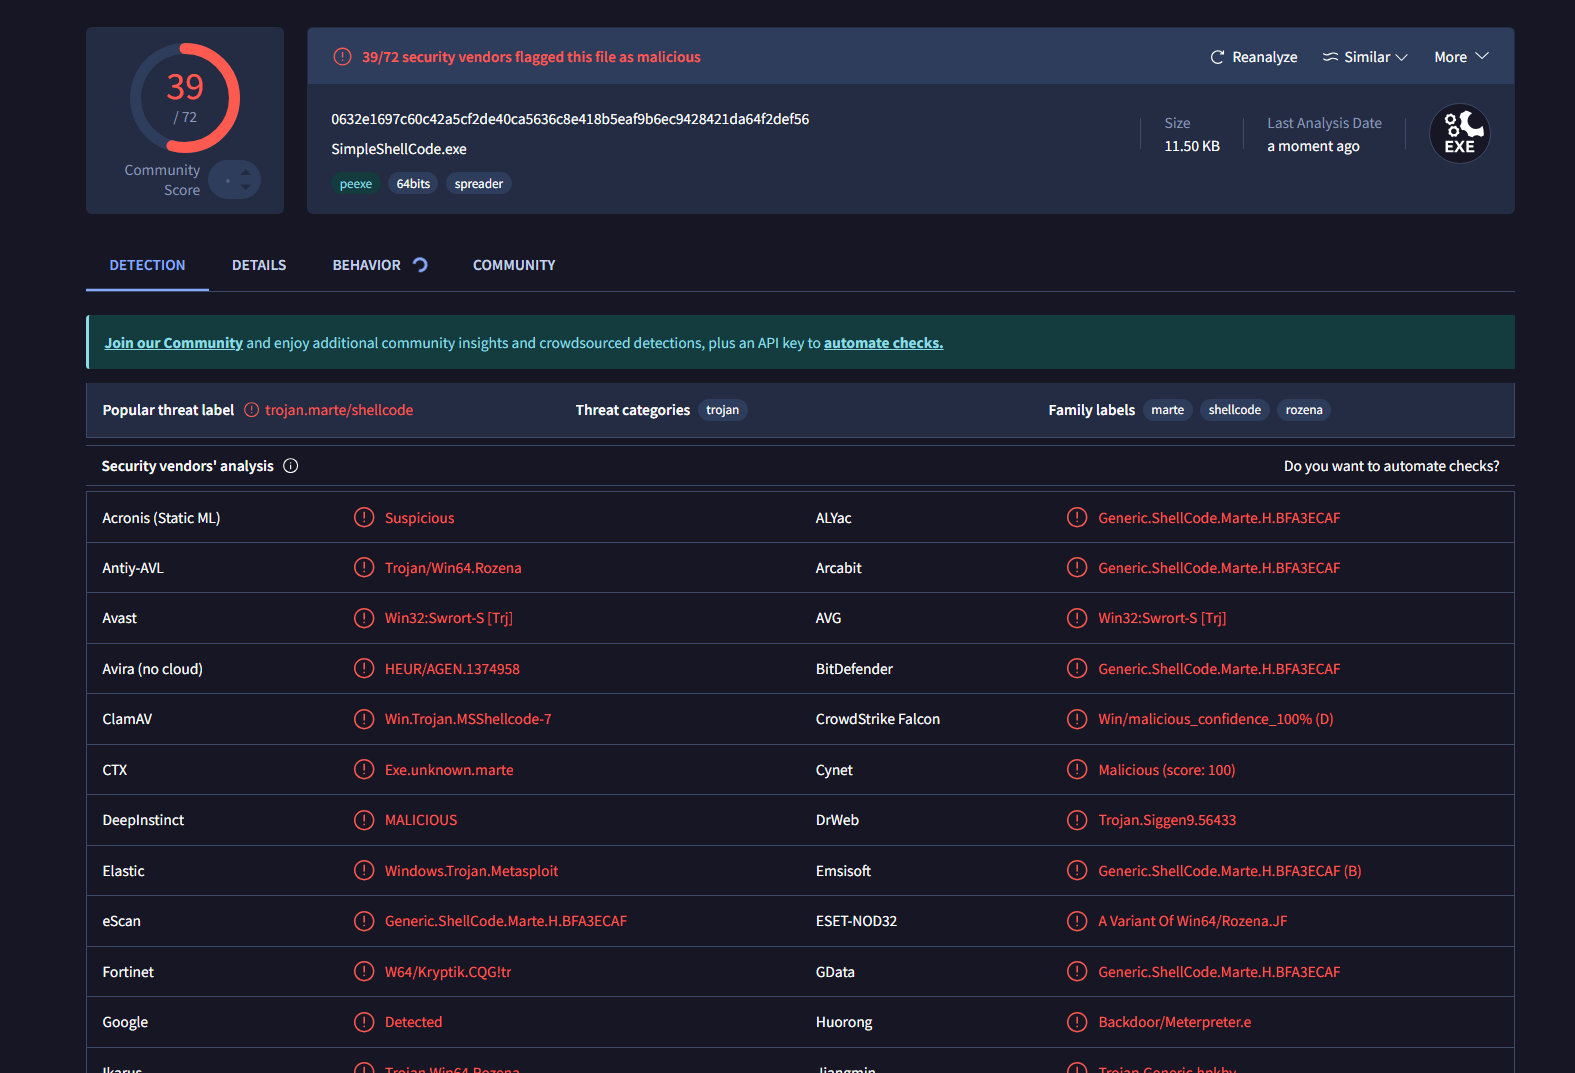 39
/ 72
Community
Score
39/72 security vendors flagged this file as malicious
Reanalyze
Similar
More
0632e1697c60c42a5cf2de40ca5636c8e418b5eaf9b6ec9428421da64f2def56
SimpleShellCode.exe
peexe 64bits spreader
Size
11.50 KB
Last Analysis Date
a moment ago
EXE
DETECTION DETAILS BEHAVIOR COMMUNITY
Join our Community and enjoy additional community insights and crowdsourced detections, plus an API key to automate checks.
Popular threat label trojan.marte/shellcode Threat categories trojan Family labels marte shellcode rozena
Security vendors' analysis Do you want to automate checks?
Acronis (Static ML) Suspicious ALYac Generic.ShellCode.Marte.H.BFA3ECAF
Antiy-AVL Trojan/Win64.Rozena Arcabit Generic.ShellCode.Marte.H.BFA3ECAF
Avast Win32:Swrort-S [Trj] AVG Win32:Swrort-S [Trj]
Avira (no cloud) HEUR/AGEN.1374958 BitDefender Generic.ShellCode.Marte.H.BFA3ECAF
ClamAV Win.Trojan.MSShellcode-7 CrowdStrike Falcon Win/malicious_confidence_100% (D)
CTX Exe.unknown.marte Cynet Malicious (score: 100)
DeepInstinct MALICIOUS DrWeb Trojan.Siggen9.56433
Elastic Windows.Trojan.Metasploit Emsisoft Generic.ShellCode.Marte.H.BFA3ECAF (B)
eScan Generic.ShellCode.Marte.H.BFA3ECAF ESET-NOD32 A Variant Of Win64/Rozena.JF
Fortinet W64/Kryptik.CQG!tr GData Generic.ShellCode.Marte.H.BFA3ECAF
Google Detected Huorong Backdoor/Meterpreter.e
Ikarus Trojan.Win64.Rozena Jiangmin